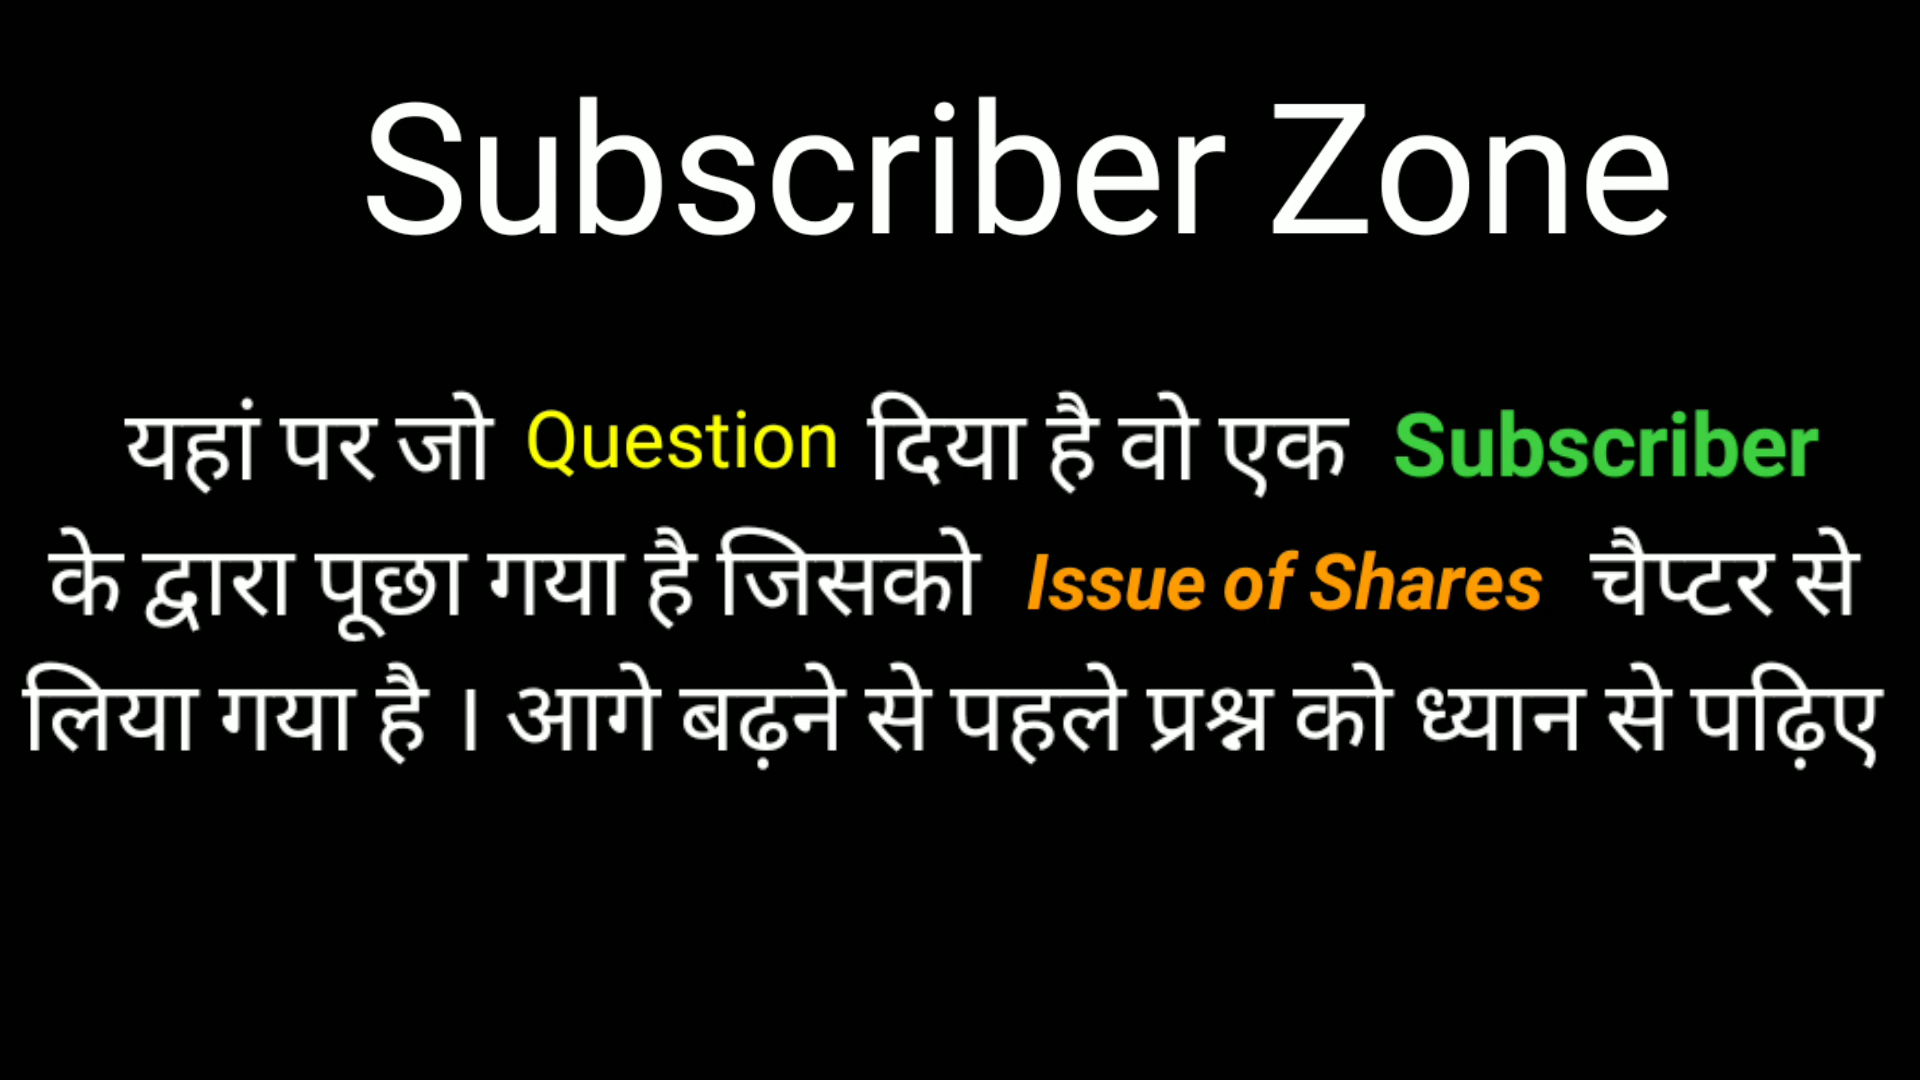 Subscriber Zone
यहां पर जो Question दिया है वो एक Subscriber
के द्वारा पूछा गया है जिसको Issue of Shares चैप्टर से
लिया गया है । आगे बढ़ने से पहले प्रश्न को ध्यान से पढ़िए